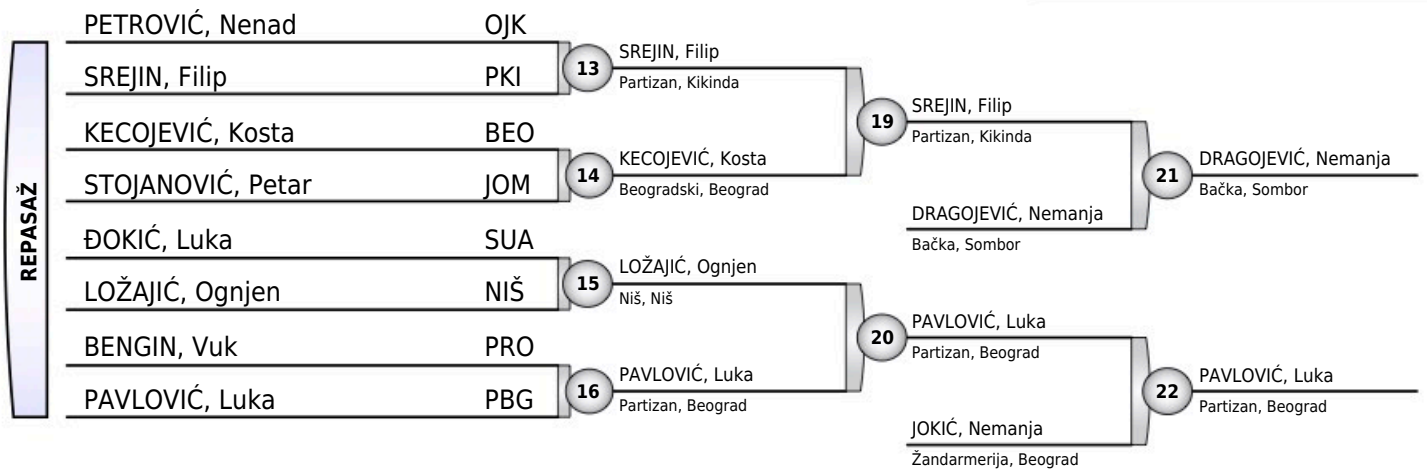 REPASAŽ
PETROVIĆ, Nenad OJK
SREJIN, Filip PKI
KECOJEVIĆ, Kosta BEO
STOJANOVIĆ, Petar JOM
ĐOKIĆ, Luka SUA
LOŽAJIĆ, Ognjen NIŠ
BENGIN, Vuk PRO
PAVLOVIĆ, Luka PBG
13
SREJIN, Filip
Partizan, Kikinda
14
KECOJEVIĆ, Kosta
Beogradski, Beograd
15
LOŽAJIĆ, Ognjen
Niš, Niš
16
PAVLOVIĆ, Luka
Partizan, Beograd
19
SREJIN, Filip
Partizan, Kikinda
DRAGOJEVIĆ, Nemanja
Bačka, Sombor
20
PAVLOVIĆ, Luka
Partizan, Beograd
JOKIĆ, Nemanja
Žandarmerija, Beograd
21
DRAGOJEVIĆ, Nemanja
Bačka, Sombor
22
PAVLOVIĆ, Luka
Partizan, Beograd